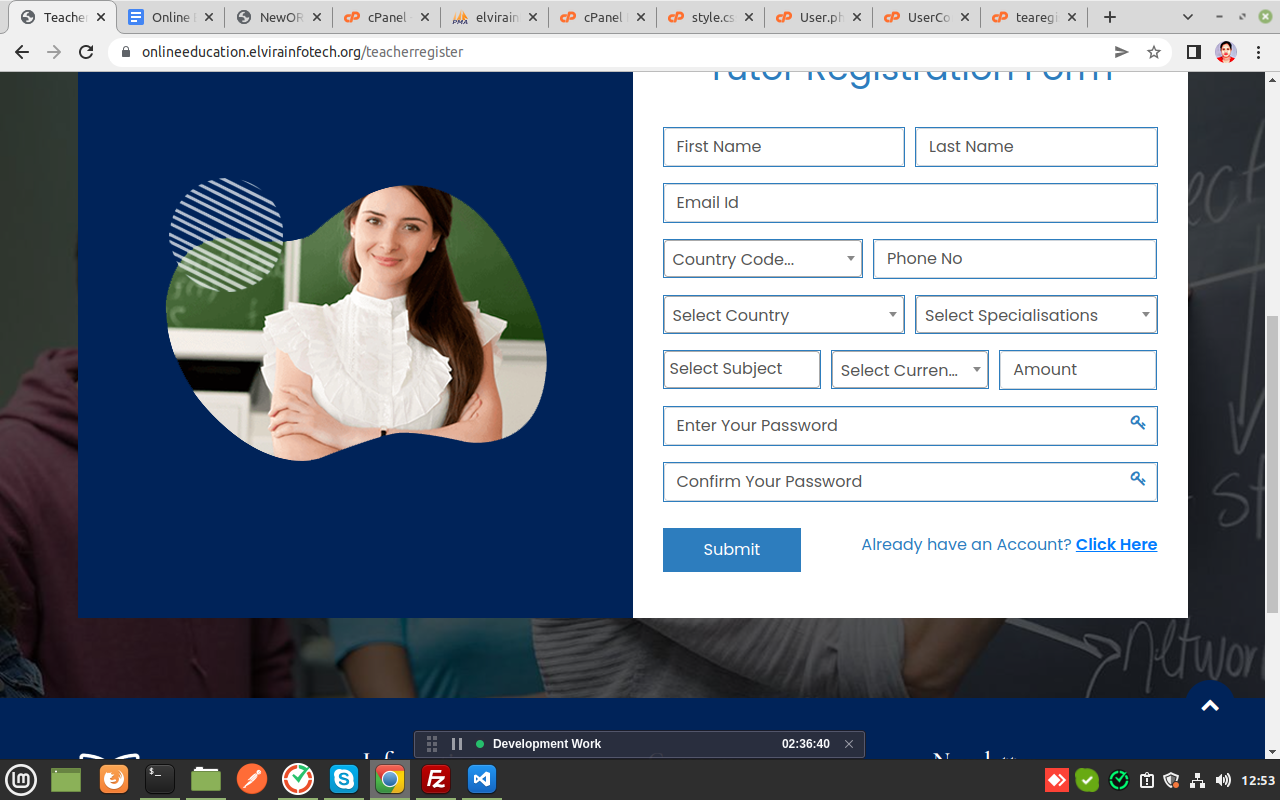 Teacher
Online
NewOR
cPanel
elvirain
cPanel
style.cs
User.ph
UserCo
tearegi
onlineeducation.elvirainfotech.org/teacherregister
Tutor Registration Form
First Name
Last Name
Email Id
Country Code...
Phone No
Select Country
Select Specialisations
Select Subject
Select Curren...
Amount
Enter Your Password
Confirm Your Password
Submit
Already have an Account? Click Here
Development Work
02:36:40
12:53